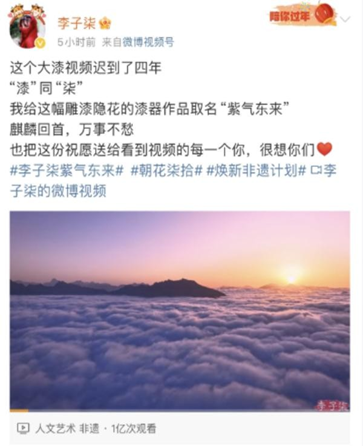 李子柒
5小时前 来自微博视频号
陪你过年
这个大漆视频迟到了四年
“漆”同“柒”
我给这幅雕漆隐花的漆器作品取名“紫气东来”
麒麟回首，万事不愁
也把这份祝愿送给看到视频的每一个你，很想你们
#李子柒紫气东来# #朝花柒拾# #焕新非遗计划# 李
子柒的微博视频
人文艺术 非遗 · 1亿次观看